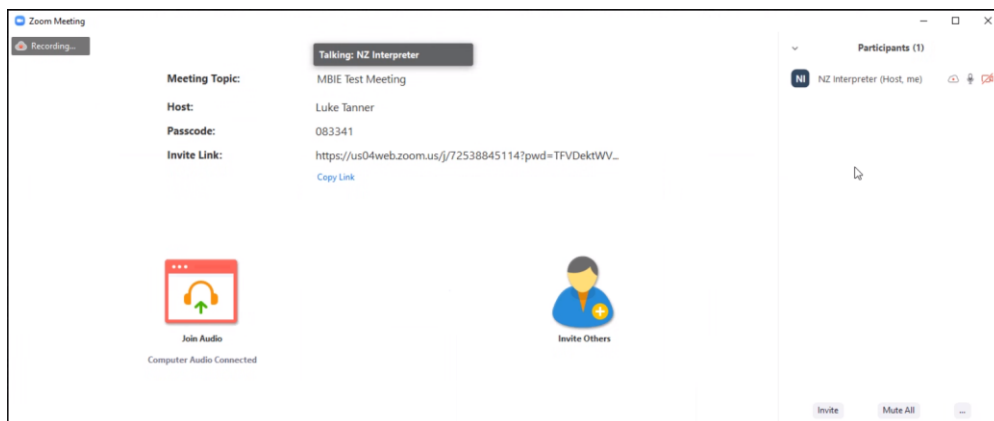 Zoom Meeting
Recording...
Talking: NZ Interpreter
Participants (1)
Meeting Topic: MBIE Test Meeting
NI NZ Interpreter (Host, me)
Host: Luke Tanner
Passcode: 083341
Invite Link: https://us04web.zoom.us/j/72538845114?pwd=TFVDektWV...
Copy Link
Join Audio
Invite Others
Computer Audio Connected
Invite Mute All ...